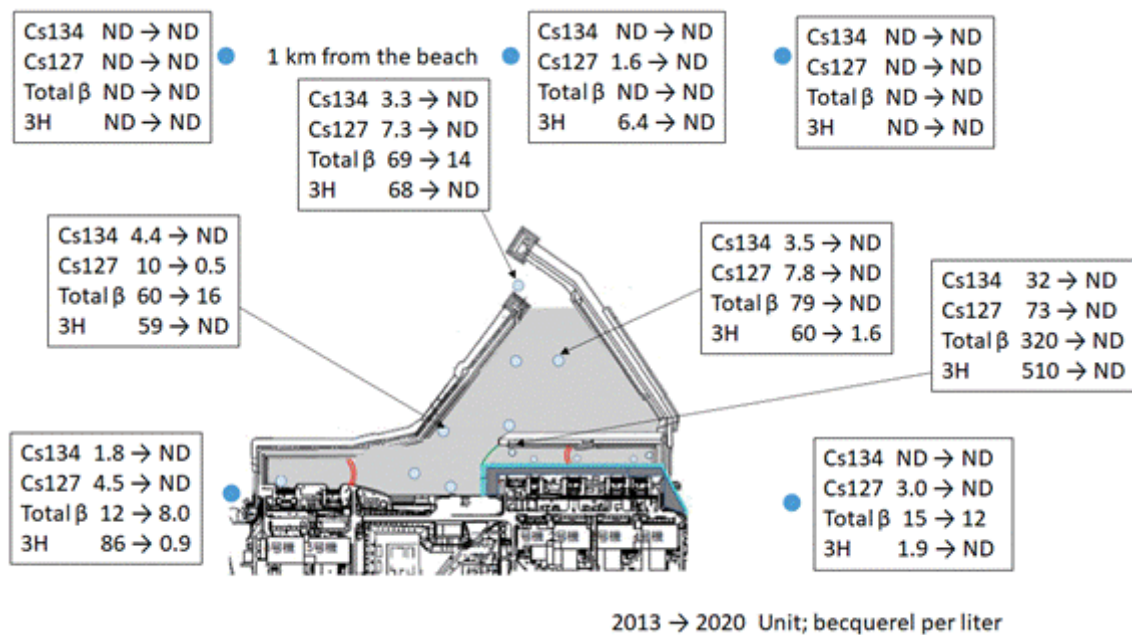 Cs134 ND → ND
Cs127 ND → ND
Total β ND → ND
3H ND → ND
1 km from the beach
Cs134 ND → ND
Cs127 1.6 → ND
Total β ND → ND
3H 6.4 → ND
Cs134 ND → ND
Cs127 ND → ND
Total β ND → ND
3H ND → ND
Cs134 3.3 → ND
Cs127 7.3 → ND
Total β 69 → 14
3H 68 → ND
Cs134 4.4 → ND
Cs127 10 → 0.5
Total β 60 → 16
3H 59 → ND
Cs134 3.5 → ND
Cs127 7.8 → ND
Total β 79 → ND
3H 60 → 1.6
Cs134 32 → ND
Cs127 73 → ND
Total β 320 → ND
3H 510 → ND
Cs134 1.8 → ND
Cs127 4.5 → ND
Total β 12 → 8.0
3H 86 → 0.9
Cs134 ND → ND
Cs127 3.0 → ND
Total β 15 → 12
3H 1.9 → ND
2013 → 2020 Unit; becquerel per liter